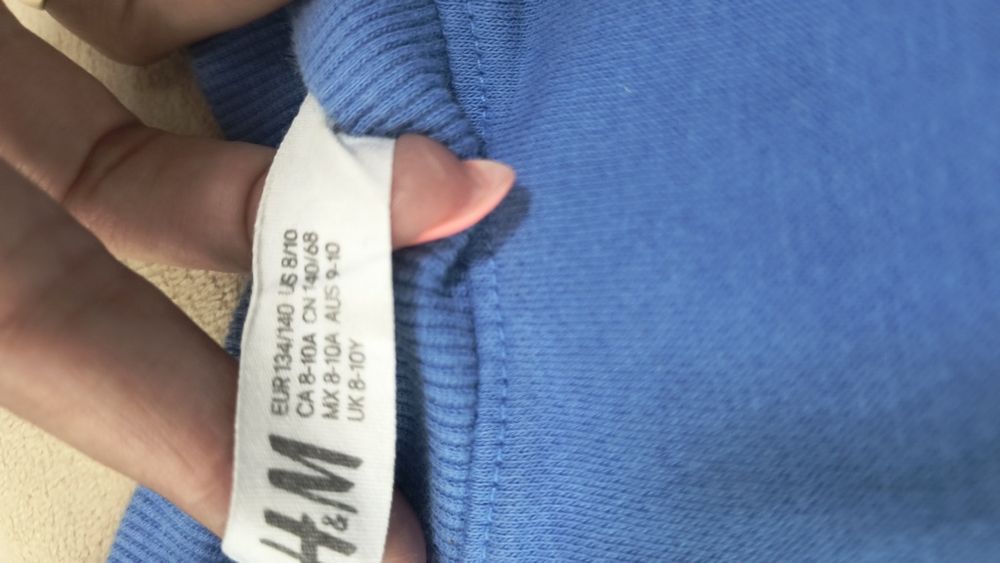 H&M
EUR 134/140 US 8/10
CA 8-10A CN 140/68
MX 8-10A AUS 9-10
UK 8-10Y